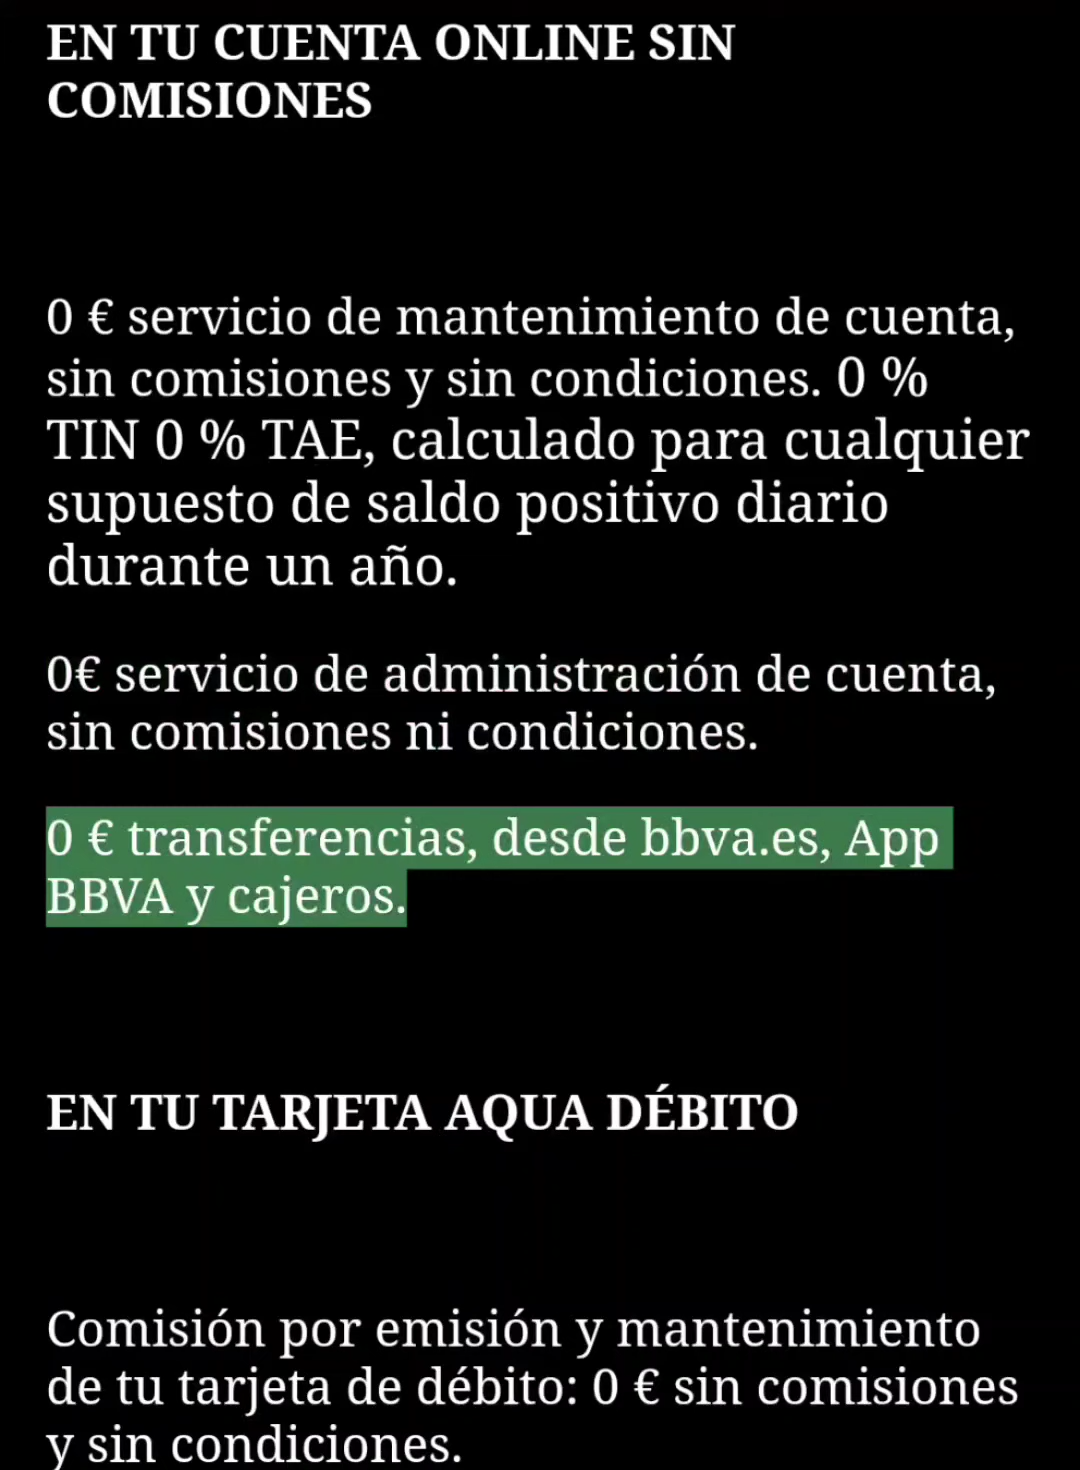 EN TU CUENTA ONLINE SIN
COMISIONES
0 € servicio de mantenimiento de cuenta,
sin comisiones y sin condiciones. 0 %
TIN 0 % TAE, calculado para cualquier
supuesto de saldo positivo diario
durante un año.
0€ servicio de administración de cuenta,
sin comisiones ni condiciones.
0 € transferencias, desde bbva.es, App
BBVA y cajeros.
EN TU TARJETA AQUA DÉBITO
Comisión por emisión y mantenimiento
de tu tarjeta de débito: 0 € sin comisiones
y sin condiciones.